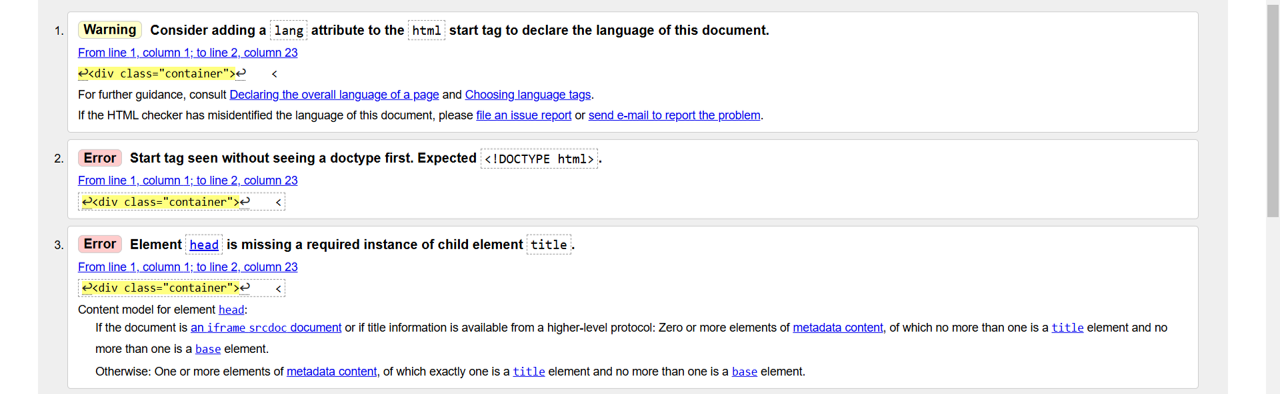 1. Warning Consider adding a lang attribute to the html start tag to declare the language of this document.
From line 1, column 1; to line 2, column 23
↩<div class="container">↩    <
For further guidance, consult Declaring the overall language of a page and Choosing language tags.
If the HTML checker has misidentified the language of this document, please file an issue report or send e-mail to report the problem.
2. Error Start tag seen without seeing a doctype first. Expected <!DOCTYPE html>.
From line 1, column 1; to line 2, column 23
↩<div class="container">↩    <
3. Error Element head is missing a required instance of child element title.
From line 1, column 1; to line 2, column 23
↩<div class="container">↩    <
Content model for element head:
If the document is an iframe srcdoc document or if title information is available from a higher-level protocol: Zero or more elements of metadata content, of which no more than one is a title element and no
more than one is a base element.
Otherwise: One or more elements of metadata content, of which exactly one is a title element and no more than one is a base element.